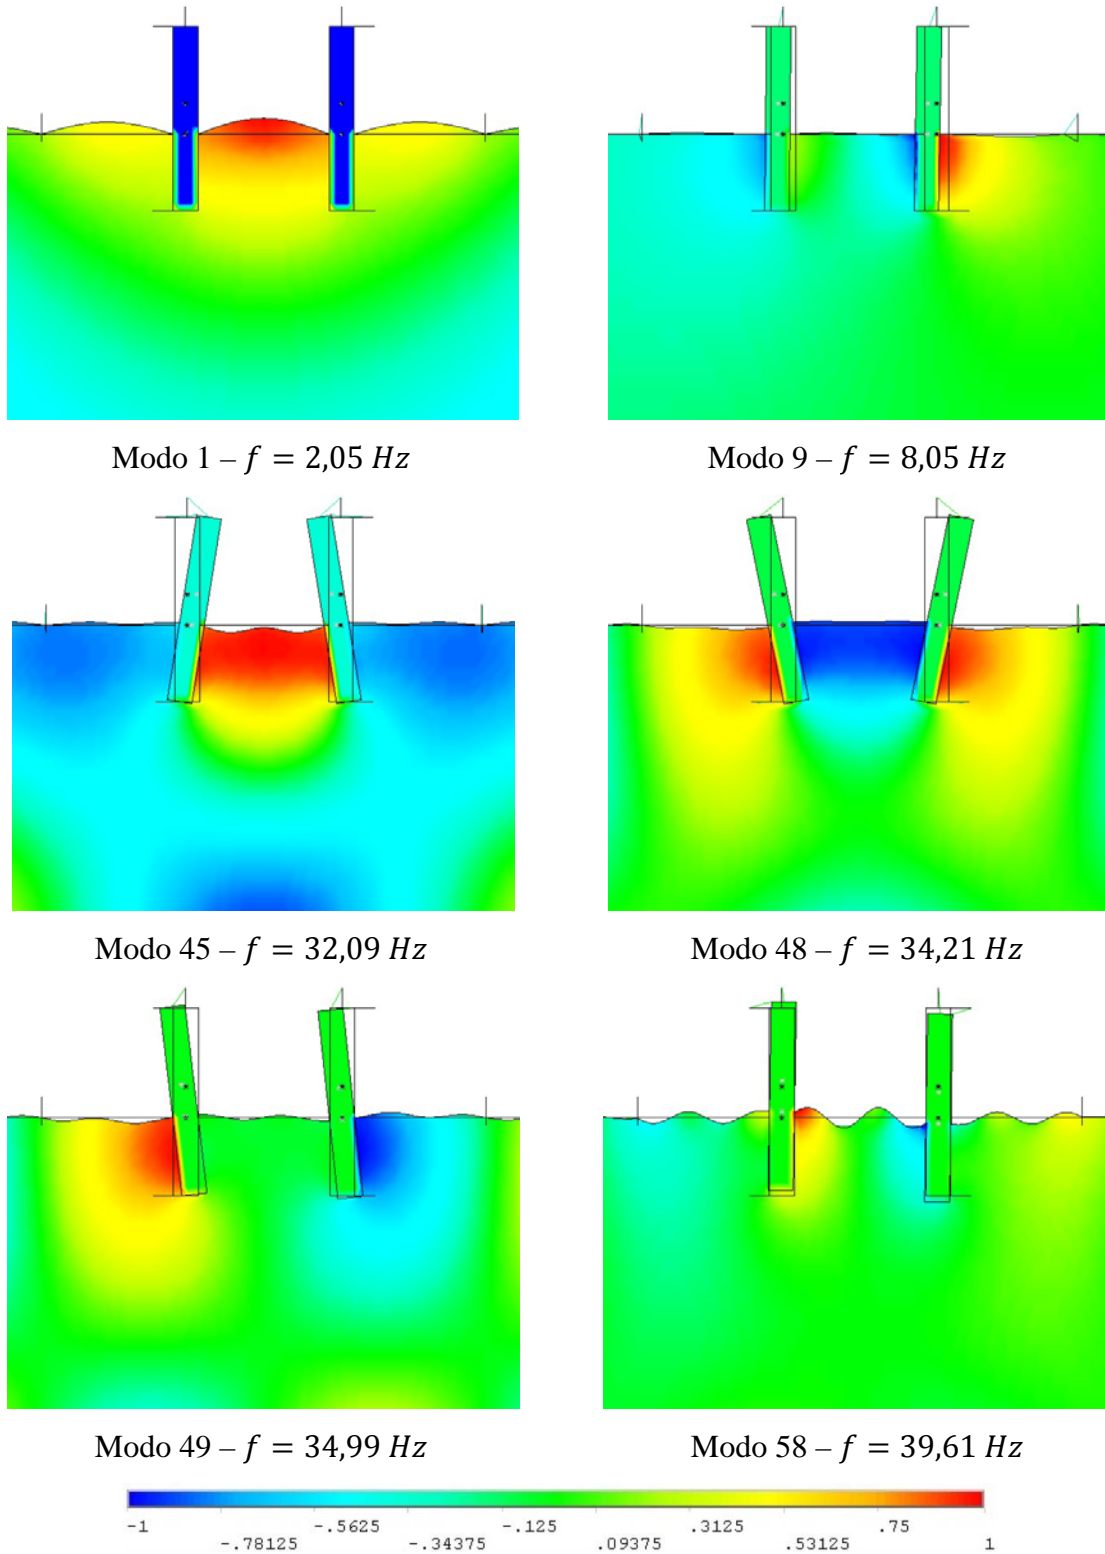 Modo 1 – f = 2,05 Hz
Modo 9 – f = 8,05 Hz
Modo 45 – f = 32,09 Hz
Modo 48 – f = 34,21 Hz
Modo 49 – f = 34,99 Hz
Modo 58 – f = 39,61 Hz
-1 -.5625 -.125 .3125 .75
-.78125 -.34375 .09375 .53125 1